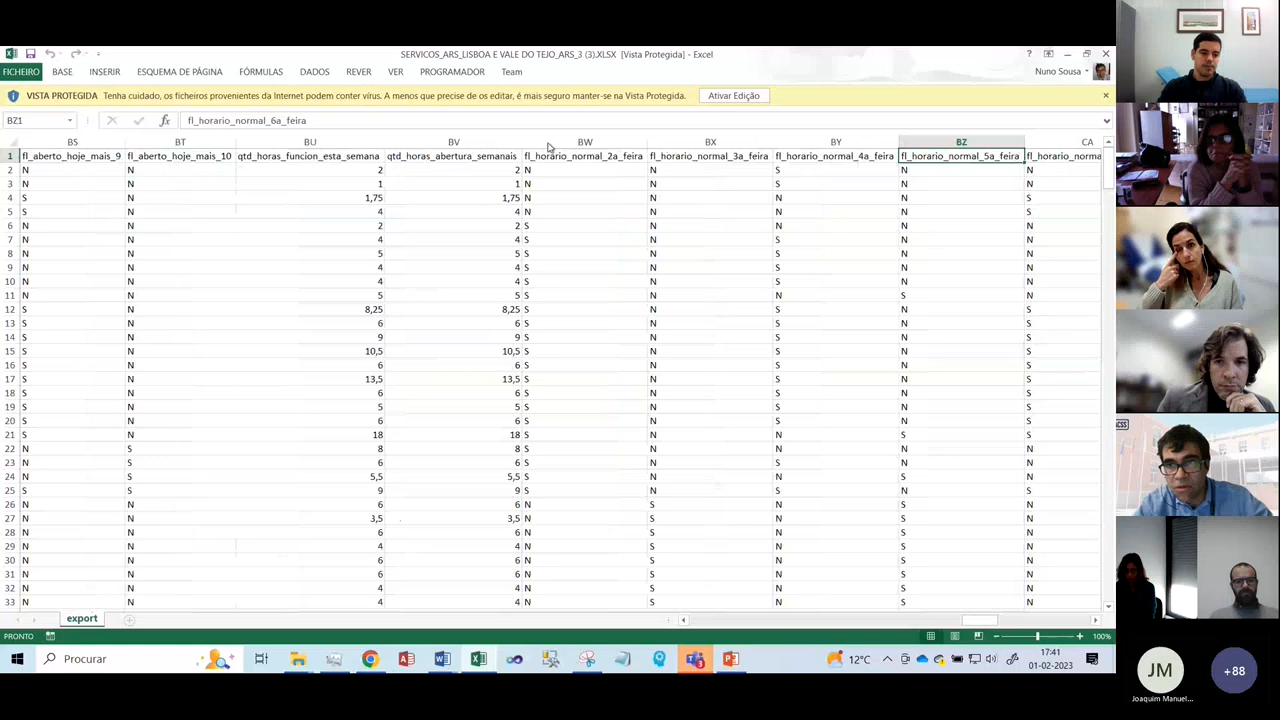 SERVICOS_ARS_LISBOA E VALE DO TEJO_ARS_3 (3).XLSX [Vista Protegida] - Excel
FICHEIRO BASE INSERIR ESQUEMA DE PÁGINA FÓRMULAS DADOS REVER VER PROGRAMADOR Team Nuno Sousa
VISTA PROTEGIDA Tenha cuidado, os ficheiros provenientes da Internet podem conter vírus. A menos que precise de os editar, é mais seguro manter-se na Vista Protegida. Ativar Edição
BZ1 fx fl_horario_normal_6a_feira
BS BT BU BV BW BX BY BZ CA
1 fl_aberto_hoje_mais_9 fl_aberto_hoje_mais_10 qtd_horas_funcion_esta_semana qtd_horas_abertura_semanais fl_horario_normal_2a_feira fl_horario_normal_3a_feira fl_horario_normal_4a_feira fl_horario_normal_5a_feira fl_horario_norma
2 N N 2 2 N N S N N
3 N N 1 1 N N S N N
4 S N 1,75 1,75 N N N N S
5 S N 4 4 N N N N S
6 N N 2 2 S N N N N
7 N N 4 4 S N S N N
8 N N 5 5 S N S N N
9 N N 4 4 S N S N N
10 N N 4 4 S N S N N
11 N N 5 5 S N N S N
12 S N 8,25 8,25 S N S N S
13 S N 6 6 S N S N S
14 S N 9 9 S N S N S
15 S N 10,5 10,5 S N S N S
16 S N 6 6 S N S N S
17 S N 13,5 13,5 S N S N S
18 S N 6 6 S N S N S
19 S N 5 5 S N S N S
20 S N 6 6 S N S N S
21 S N 18 18 S N S S S
22 N S 8 8 N N S S N
23 N S 6 6 S N S S N
24 N S 5,5 5,5 S N S S N
25 S S 9 9 S N S S S
26 N N 6 6 N S N S N
27 N N 3,5 3,5 N S N S N
28 N N 6 6 N S N S N
29 N N 4 4 N S N S N
30 N N 6 6 N S N S N
31 N N 6 6 N S N S N
32 N N 4 4 N S N S N
33 N N 4 4 N S N S N
export
PRONTO 100%
Procurar 12°C 17:41
01-02-2023
ACSS
JM +88
Joaquim Manuel...